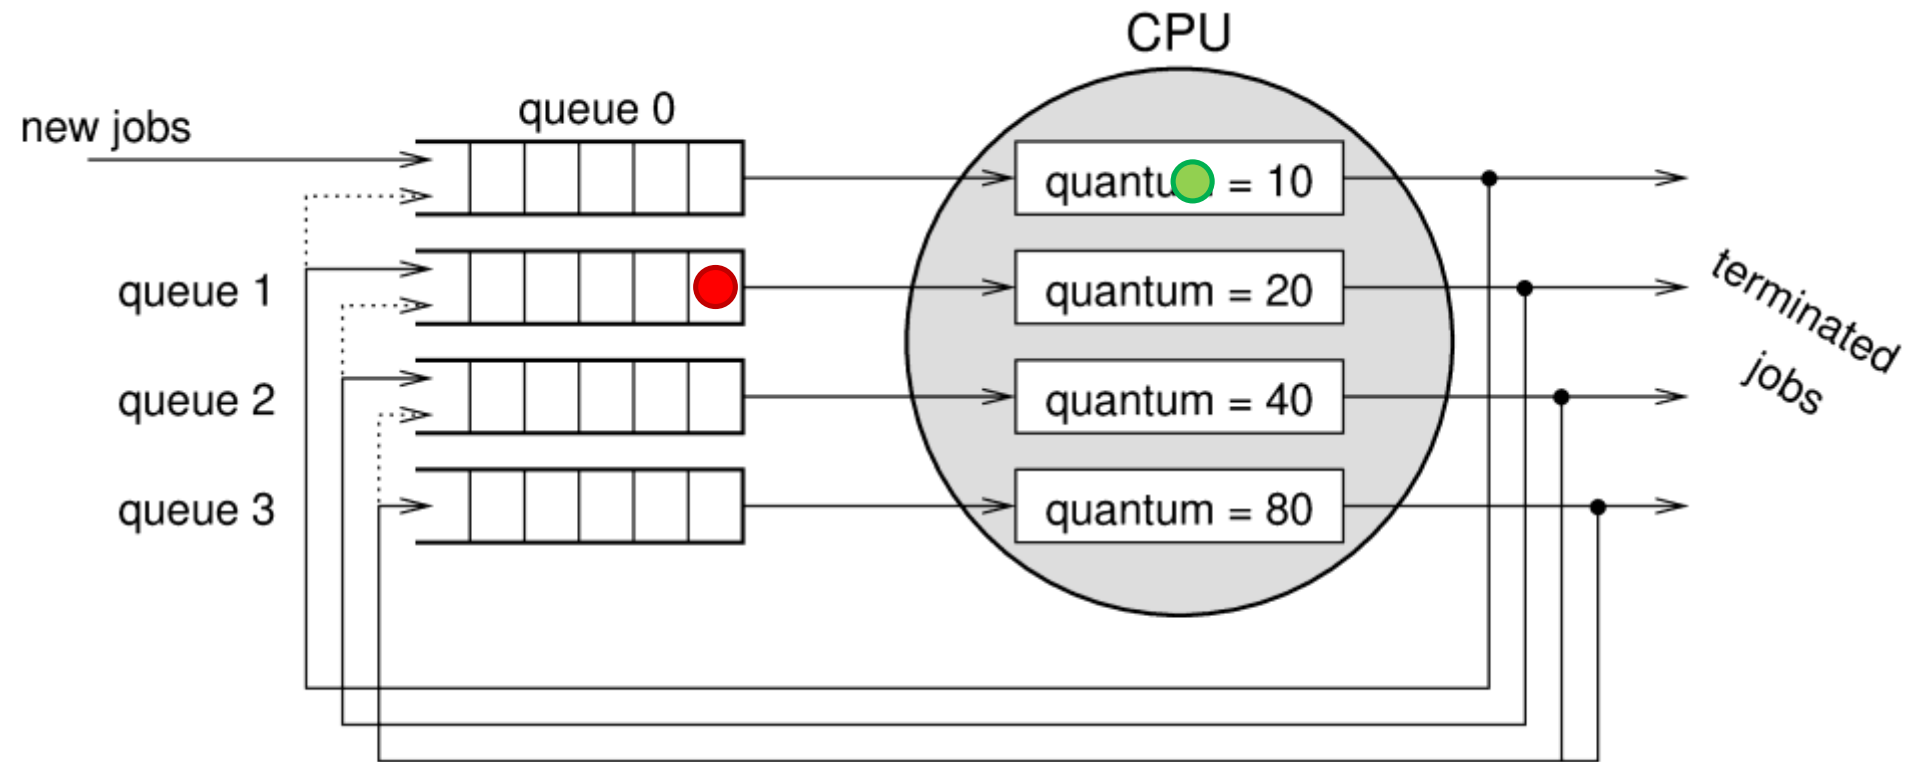 CPU
queue 0
new jobs
quantu = 10
queue 1
quantum = 20
terminated
jobs
queue 2
quantum = 40
queue 3
quantum = 80